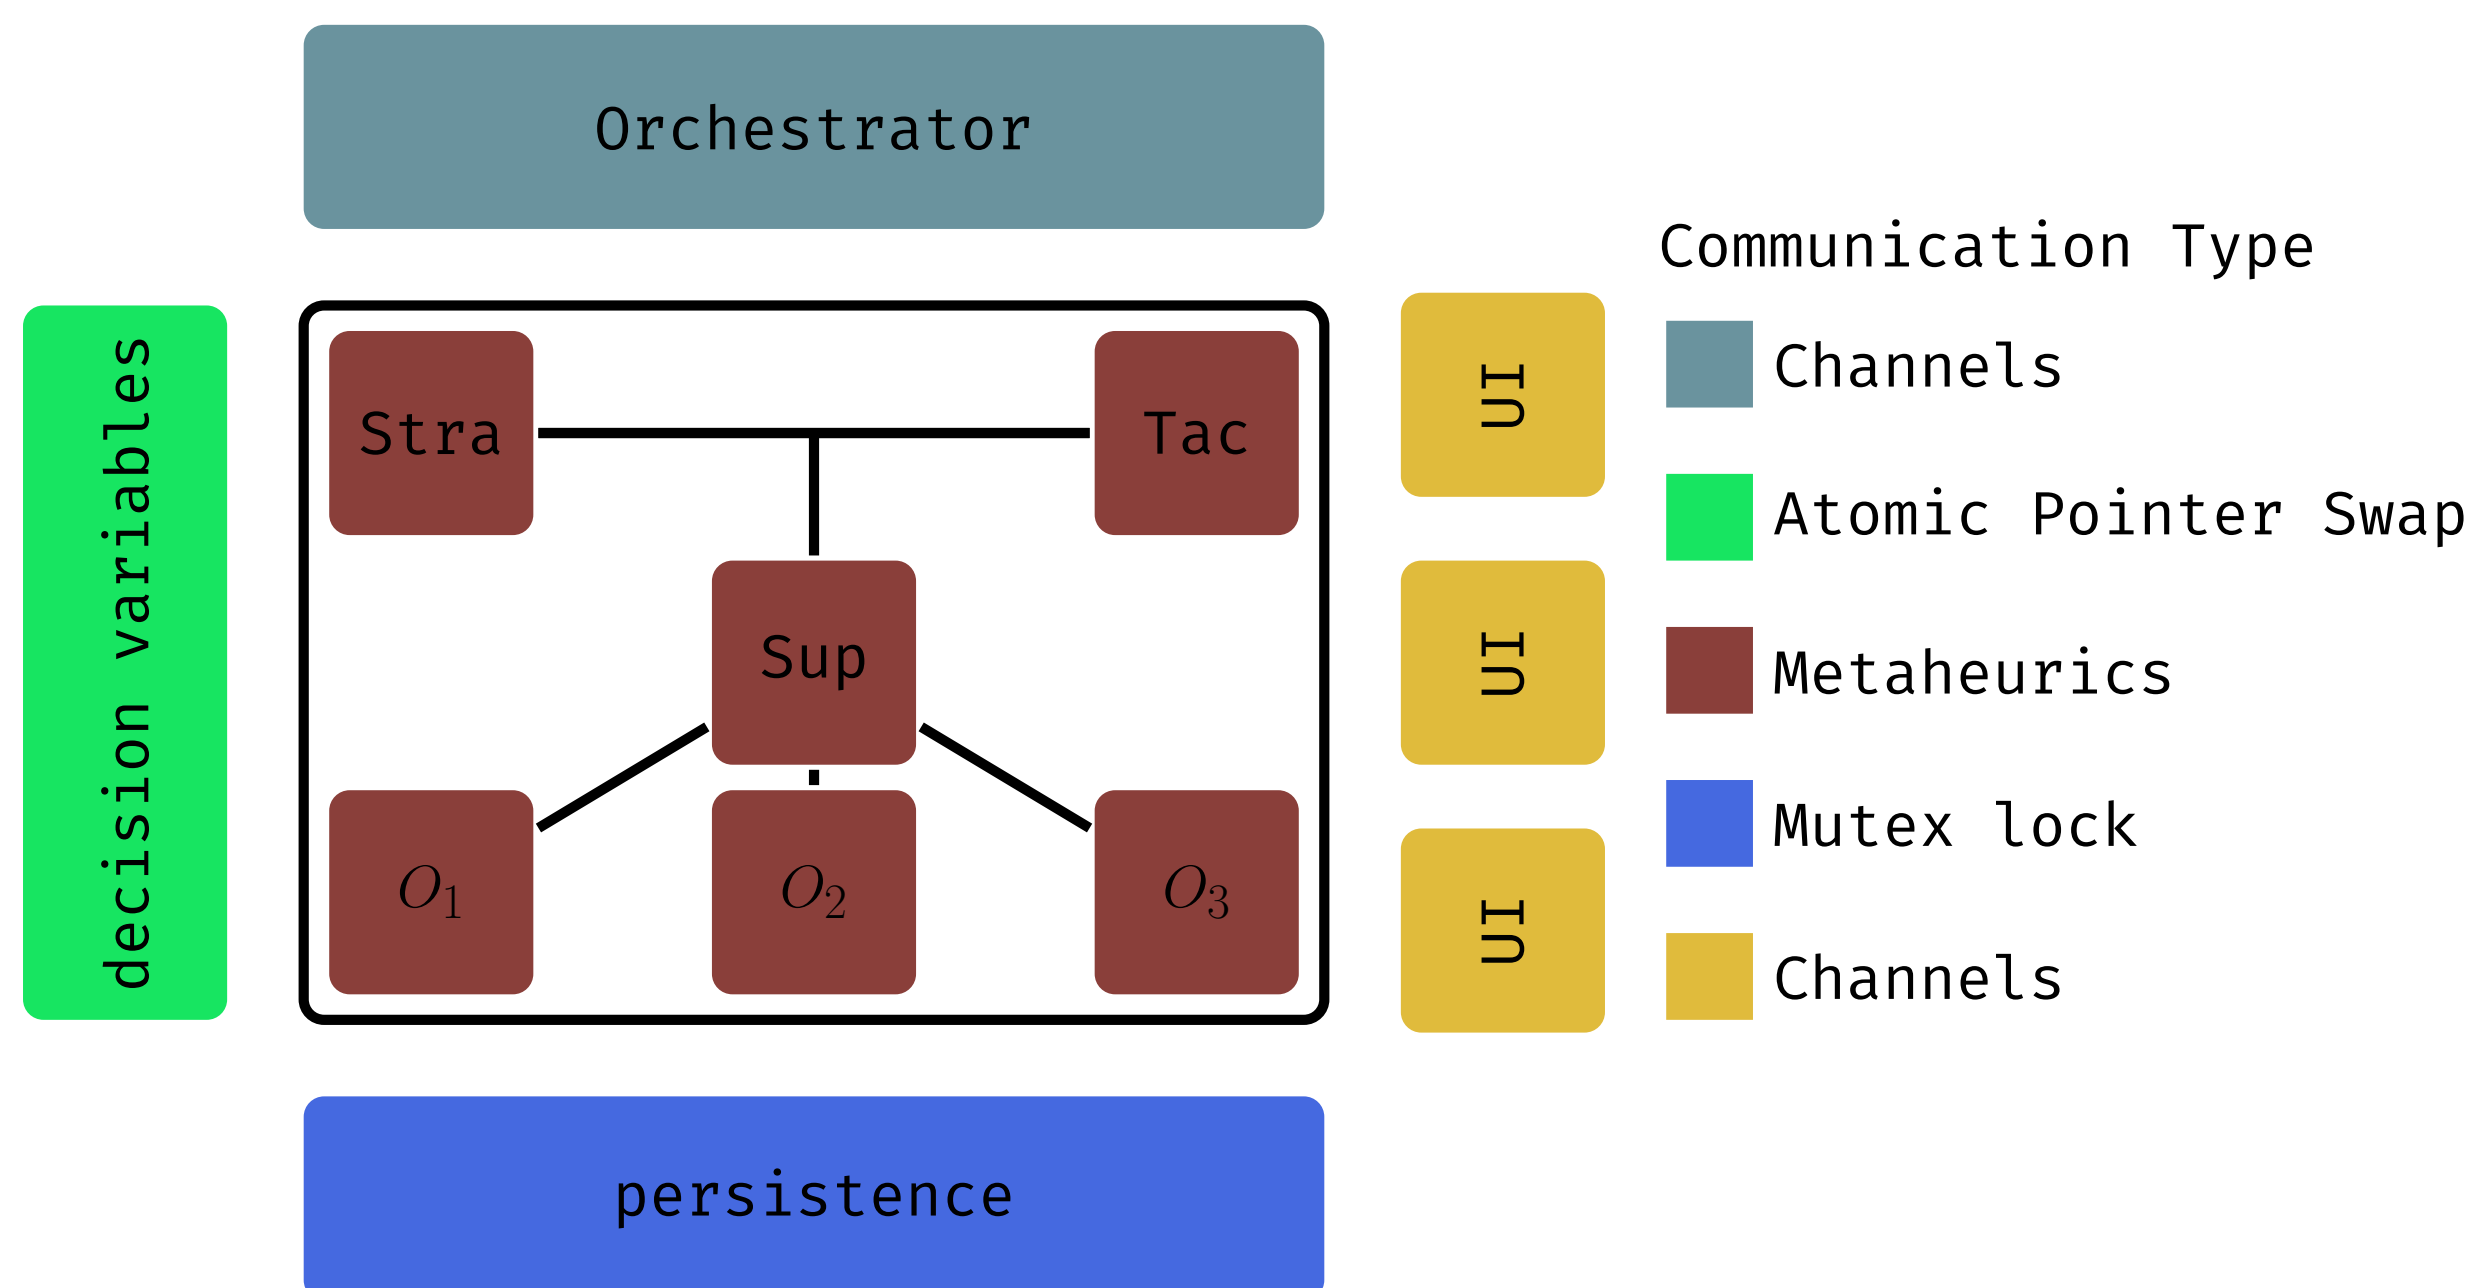 Orchestrator
decision variables
Stra
Tac
Sup
O₁
O₂
O₃
UI
UI
UI
persistence
Communication Type
Channels
Atomic Pointer Swap
Metaheurics
Mutex lock
Channels